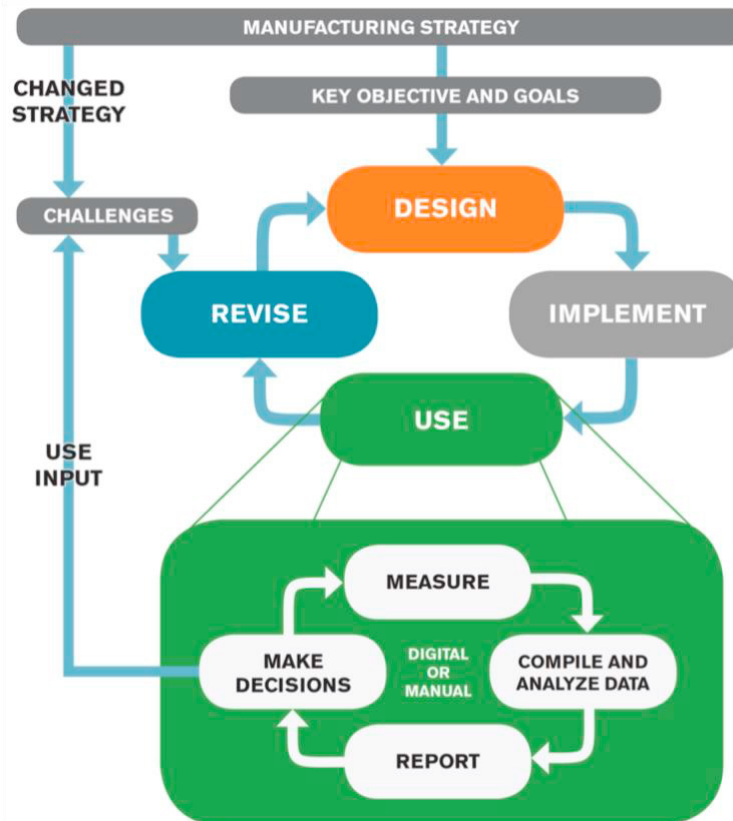 MANUFACTURING STRATEGY
CHANGED
STRATEGY
KEY OBJECTIVE AND GOALS
DESIGN
CHALLENGES
REVISE
IMPLEMENT
USE
USE
INPUT
MEASURE
MAKE
DECISIONS
DIGITAL
OR
MANUAL
COMPILE AND
ANALYZE DATA
REPORT